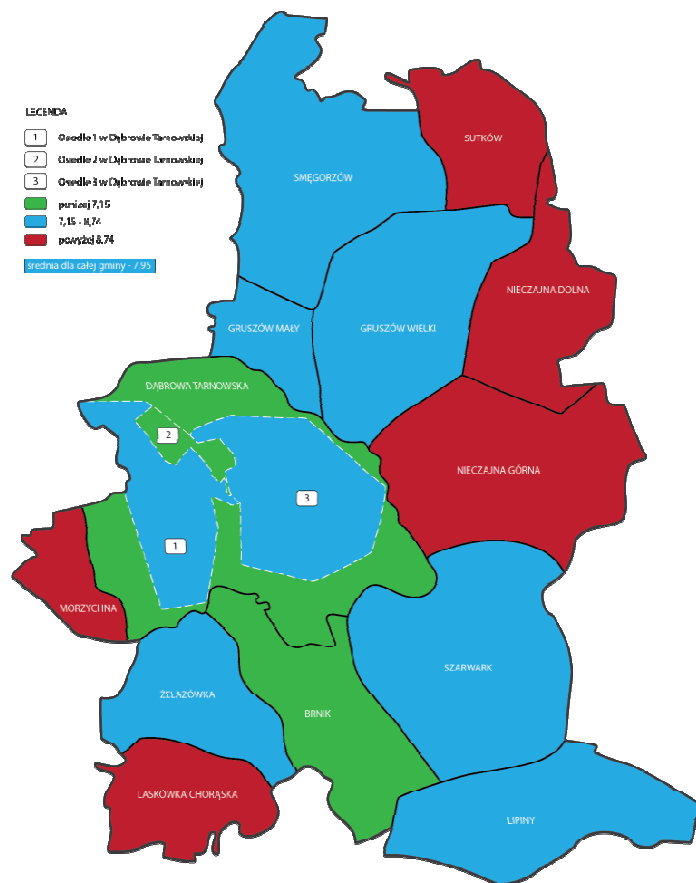 LEGENDA
1 Osiedle 1 w Dąbrowie Tarnowskiej
2 Osiedle 2 w Dąbrowie Tarnowskiej
3 Osiedle 3 w Dąbrowie Tarnowskiej
poniżej 7,15
7,15 - 8,74
powyżej 8,74
średnia dla całej gminy - 7,95
SUTKÓW
SMĘGORZÓW
NIECZAJNA DOLNA
GRUSZÓW MAŁY
GRUSZÓW WIELKI
DĄBROWA TARNOWSKA
2
NIECZAJNA GÓRNA
3
1
MORZYCHNA
SZARWARK
ŻELAZÓWKA
BRNIK
LASKÓWKA CHORĄSKA
LIPINY